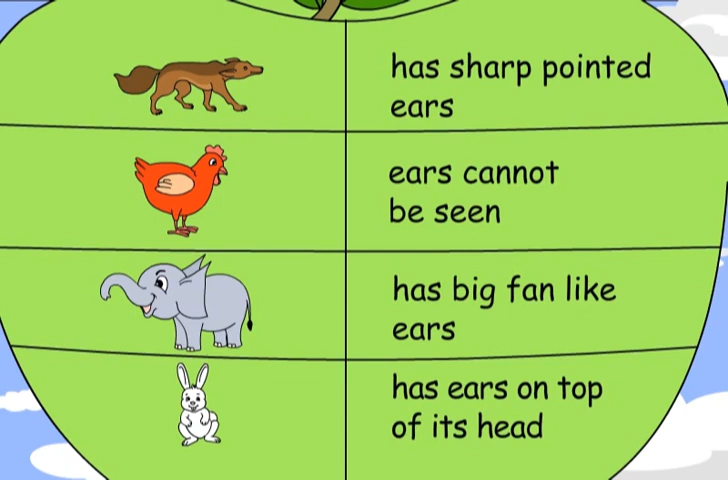 has sharp pointed
ears
ears cannot
be seen
has big fan like
ears
has ears on top
of its head